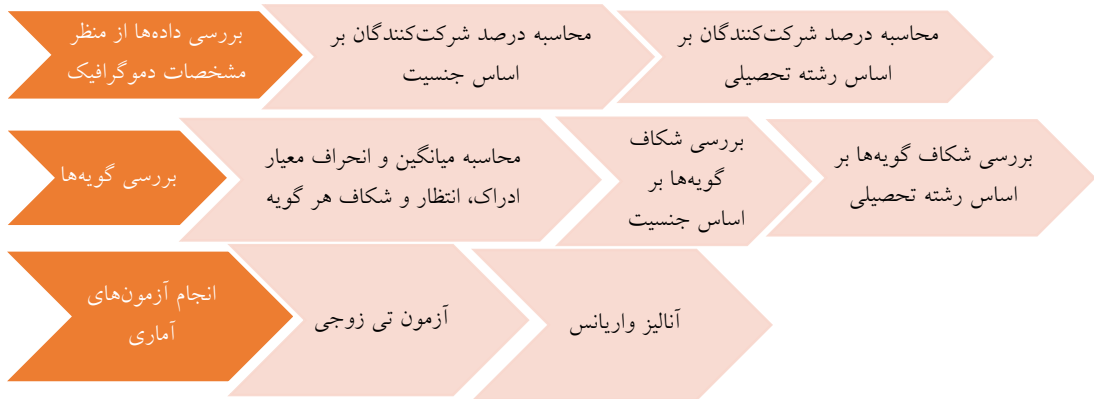 بررسی داده‌ها از منظر
مشخصات دموگرافیک
محاسبه درصد شرکت‌کنندگان بر
اساس جنسیت
محاسبه درصد شرکت‌کنندگان بر
اساس رشته تحصیلی
بررسی گویه‌ها
محاسبه میانگین و انحراف معیار
ادراک، انتظار و شکاف هر گویه
بررسی شکاف
گویه‌ها بر
اساس جنسیت
بررسی شکاف گویه‌ها بر
اساس رشته تحصیلی
انجام آزمون‌های
آماری
آزمون تی زوجی
آنالیز واریانس